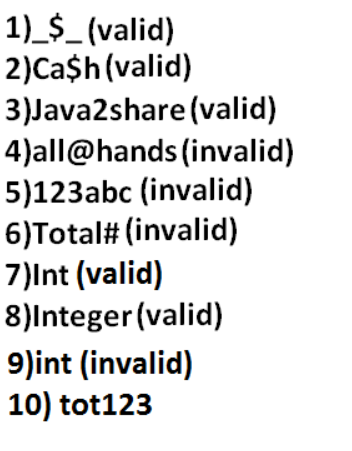 1)_$_(valid)
2)Ca$h(valid)
3)Java2share(valid)
4)all@hands(invalid)
5)123abc (invalid)
6)Total#(invalid)
7)Int (valid)
8)Integer(valid)
9)int (invalid)
10) tot123